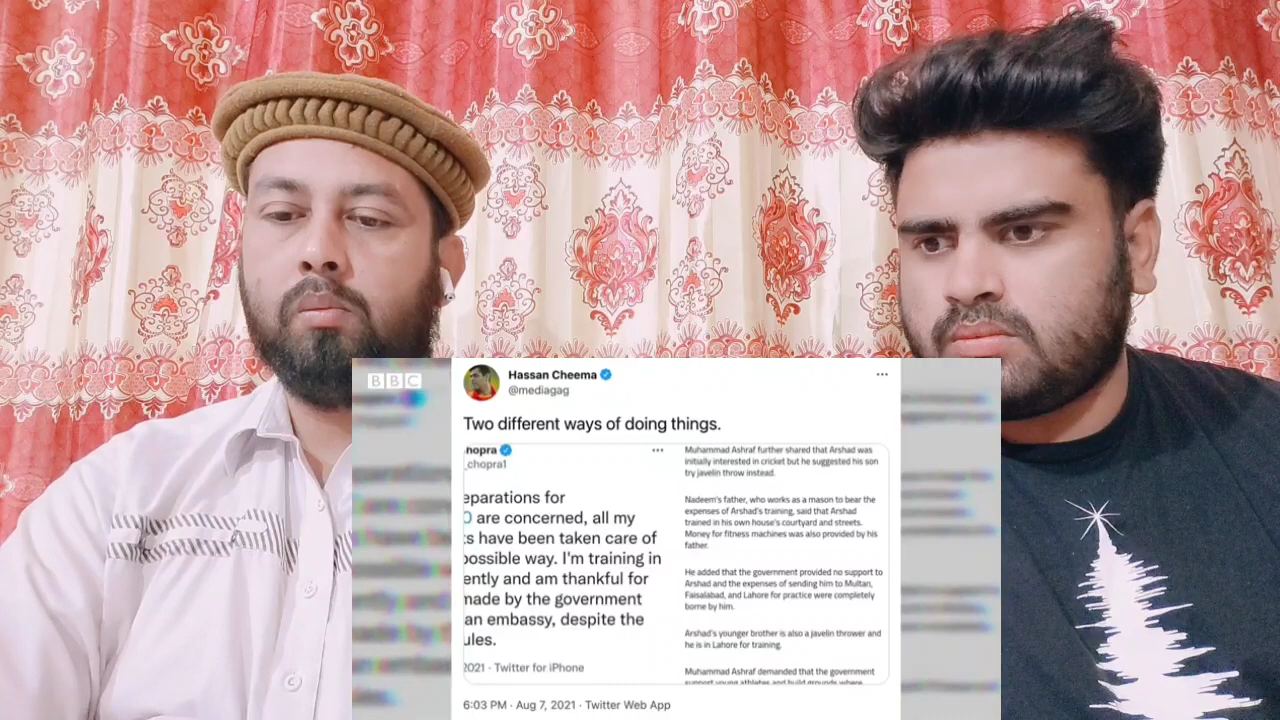 BBC
Hassan Cheema
@mediagag
Two different ways of doing things.
hopra
_chopra1
eparations for
0 are concerned, all my
s have been taken care of
possible way. I'm training in
ently and am thankful for
made by the government
an embassy, despite the
ules.
2021 · Twitter for iPhone
Muhammad Ashraf further shared that Arshad was
initially interested in cricket but he suggested his son
try javelin throw instead.
Nadeem's father, who works as a mason to bear the
expenses of Arshad's training, said that Arshad
trained in his own house's courtyard and streets.
Money for fitness machines was also provided by his
father.
He added that the government provided no support to
Arshad and the expenses of sending him to Multan,
Faisalabad, and Lahore for practice were completely
borne by him.
Arshad's younger brother is also a javelin thrower and
he is in Lahore for training.
Muhammad Ashraf demanded that the government
support young athletes and build grounds where
6:03 PM · Aug 7, 2021 · Twitter Web App